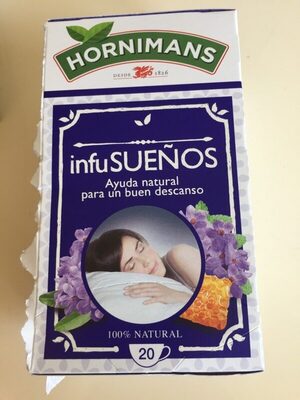 HORNIMANS
DESDE 1826
infuSUEÑOS
Ayuda natural
para un buen descanso
100% NATURAL
20